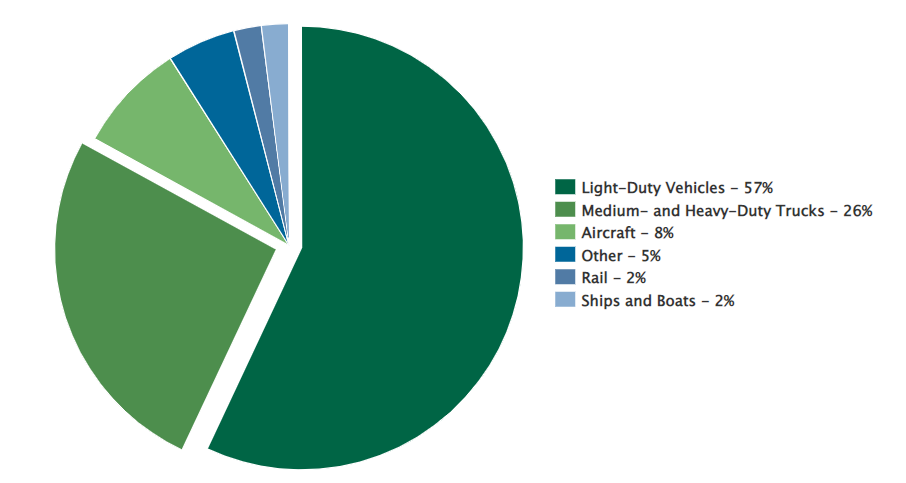 Light-Duty Vehicles – 57%
Medium- and Heavy-Duty Trucks – 26%
Aircraft – 8%
Other – 5%
Rail – 2%
Ships and Boats – 2%